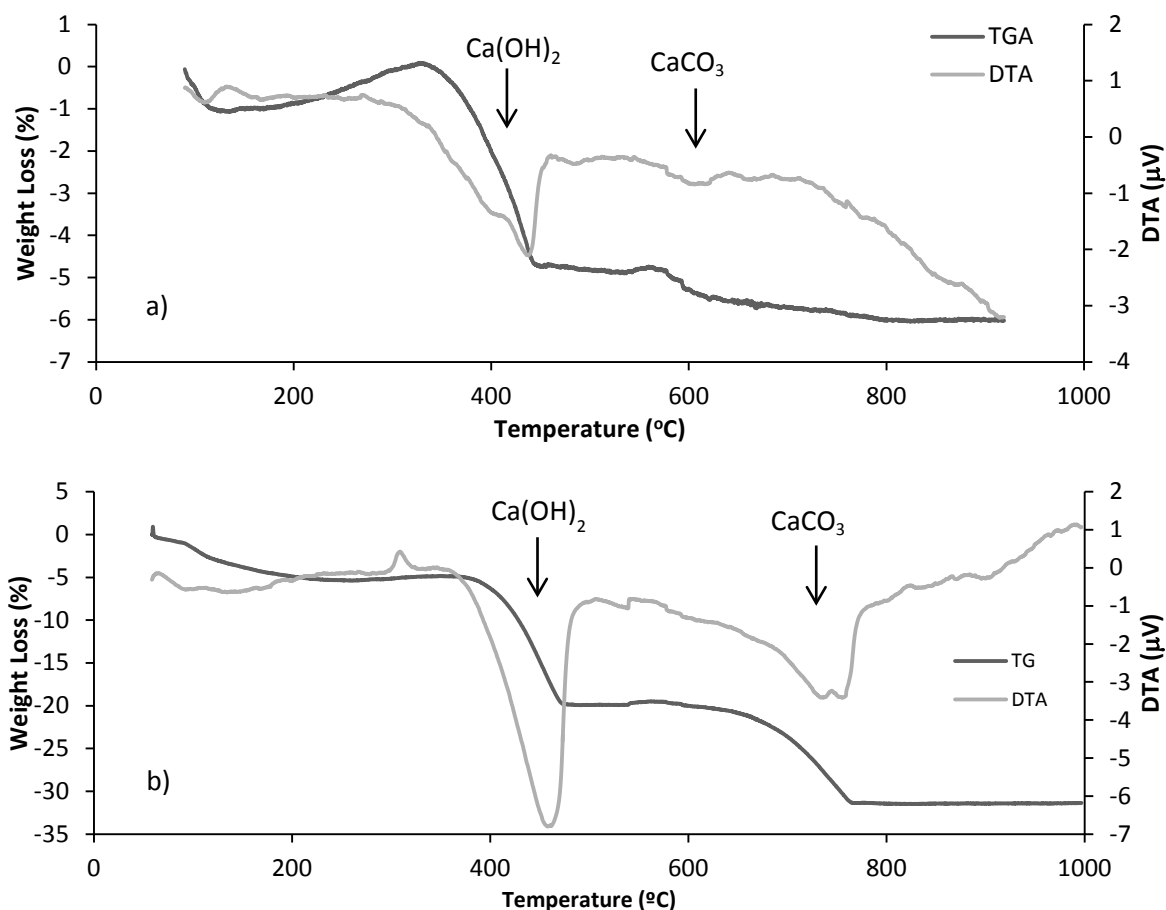 1
0
-1
-2
-3
-4
-5
-6
-7
Weight Loss (%)
Ca(OH)₂
CaCO₃
TGA
DTA
2
1
0
-1
-2
-3
-4
DTA (µV)
a)
0
200
400
600
800
1000
Temperature (oC)
5
0
-5
-10
-15
-20
-25
-30
-35
Weight Loss (%)
Ca(OH)₂
CaCO₃
TG
DTA
2
1
0
-1
-2
-3
-4
-5
-6
-7
DTA (µV)
b)
0
200
400
600
800
1000
Temperature (ºC)